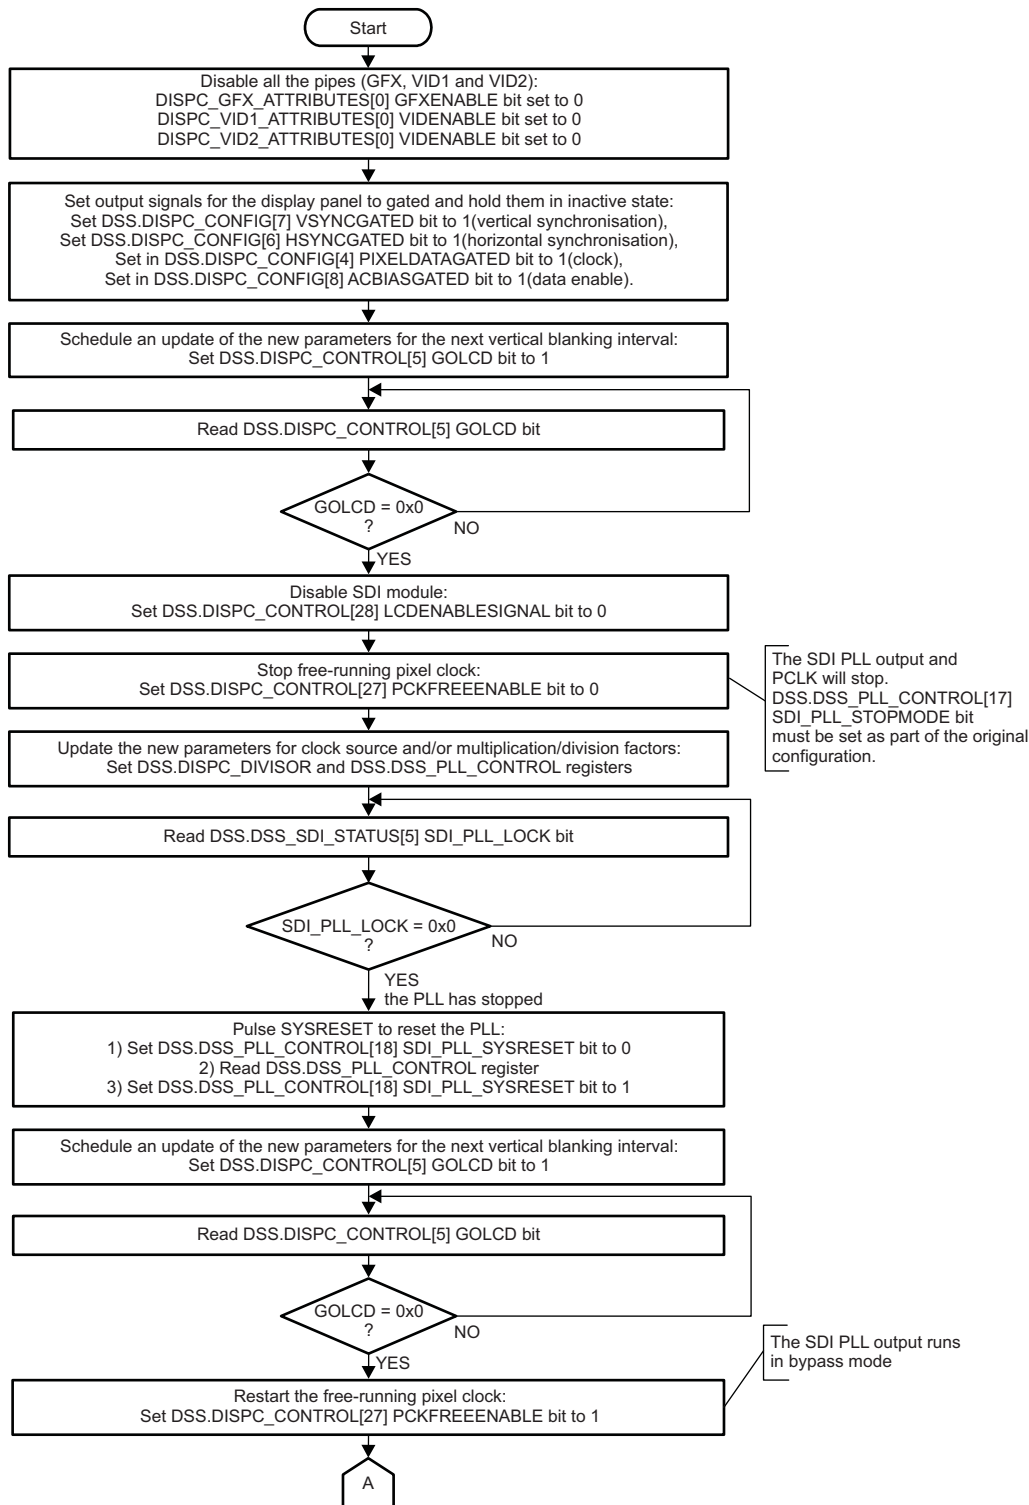 Start
Disable all the pipes (GFX, VID1 and VID2):
DISPC_GFX_ATTRIBUTES[0] GFXENABLE bit set to 0
DISPC_VID1_ATTRIBUTES[0] VIDENABLE bit set to 0
DISPC_VID2_ATTRIBUTES[0] VIDENABLE bit set to 0
Set output signals for the display panel to gated and hold them in inactive state:
Set DSS.DISPC_CONFIG[7] VSYNCGATED bit to 1(vertical synchronisation),
Set DSS.DISPC_CONFIG[6] HSYNCGATED bit to 1(horizontal synchronisation),
Set in DSS.DISPC_CONFIG[4] PIXELDATAGATED bit to 1(clock),
Set in DSS.DISPC_CONFIG[8] ACBIASGATED bit to 1(data enable).
Schedule an update of the new parameters for the next vertical blanking interval:
Set DSS.DISPC_CONTROL[5] GOLCD bit to 1
Read DSS.DISPC_CONTROL[5] GOLCD bit
GOLCD = 0x0
?
NO
YES
Disable SDI module:
Set DSS.DISPC_CONTROL[28] LCDENABLESIGNAL bit to 0
Stop free-running pixel clock:
Set DSS.DISPC_CONTROL[27] PCKFREEENABLE bit to 0
The SDI PLL output and
PCLK will stop.
DSS.DSS_PLL_CONTROL[17]
SDI_PLL_STOPMODE bit
must be set as part of the original
configuration.
Update the new parameters for clock source and/or multiplication/division factors:
Set DSS.DISPC_DIVISOR and DSS.DSS_PLL_CONTROL registers
Read DSS.DSS_SDI_STATUS[5] SDI_PLL_LOCK bit
SDI_PLL_LOCK = 0x0
?
NO
YES
the PLL has stopped
Pulse SYSRESET to reset the PLL:
1) Set DSS.DSS_PLL_CONTROL[18] SDI_PLL_SYSRESET bit to 0
2) Read DSS.DSS_PLL_CONTROL register
3) Set DSS.DSS_PLL_CONTROL[18] SDI_PLL_SYSRESET bit to 1
Schedule an update of the new parameters for the next vertical blanking interval:
Set DSS.DISPC_CONTROL[5] GOLCD bit to 1
Read DSS.DISPC_CONTROL[5] GOLCD bit
GOLCD = 0x0
?
NO
YES
The SDI PLL output runs
in bypass mode
Restart the free-running pixel clock:
Set DSS.DISPC_CONTROL[27] PCKFREEENABLE bit to 1
A